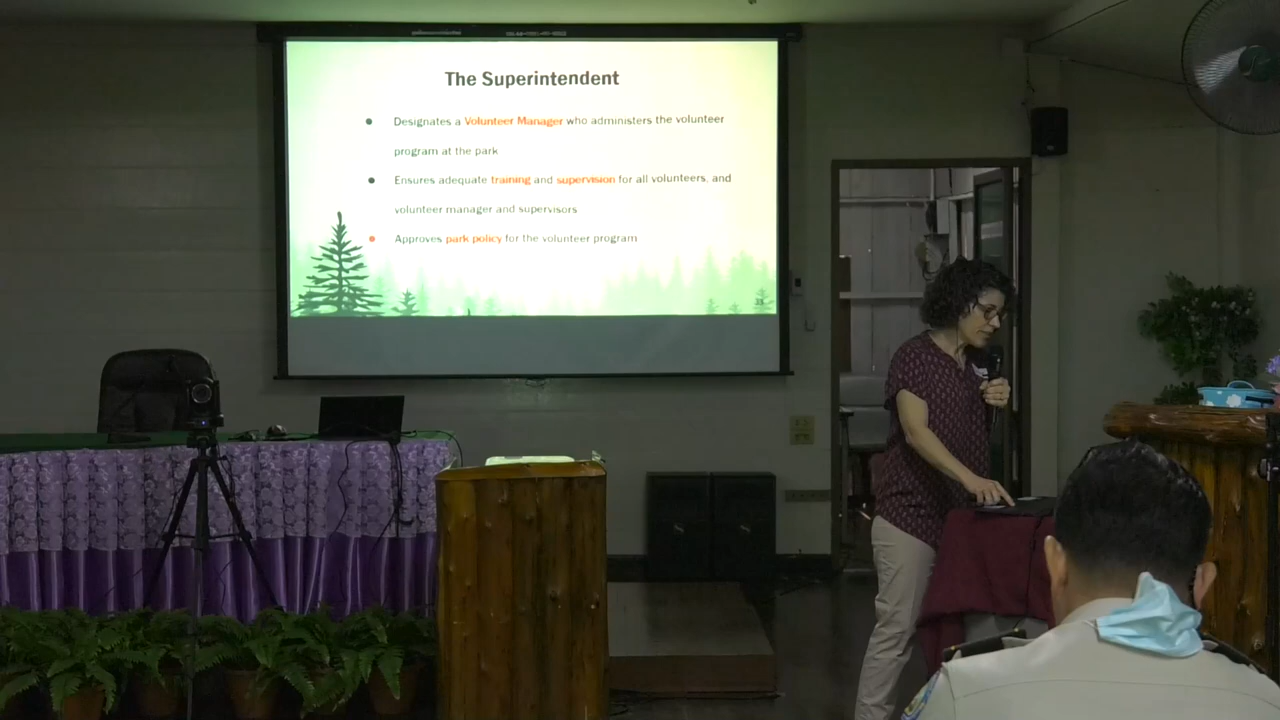 The Superintendent
Designates a Volunteer Manager who administers the volunteer
program at the park
Ensures adequate training and supervision for all volunteers, and
volunteer manager and supervisors
Approves park policy for the volunteer program